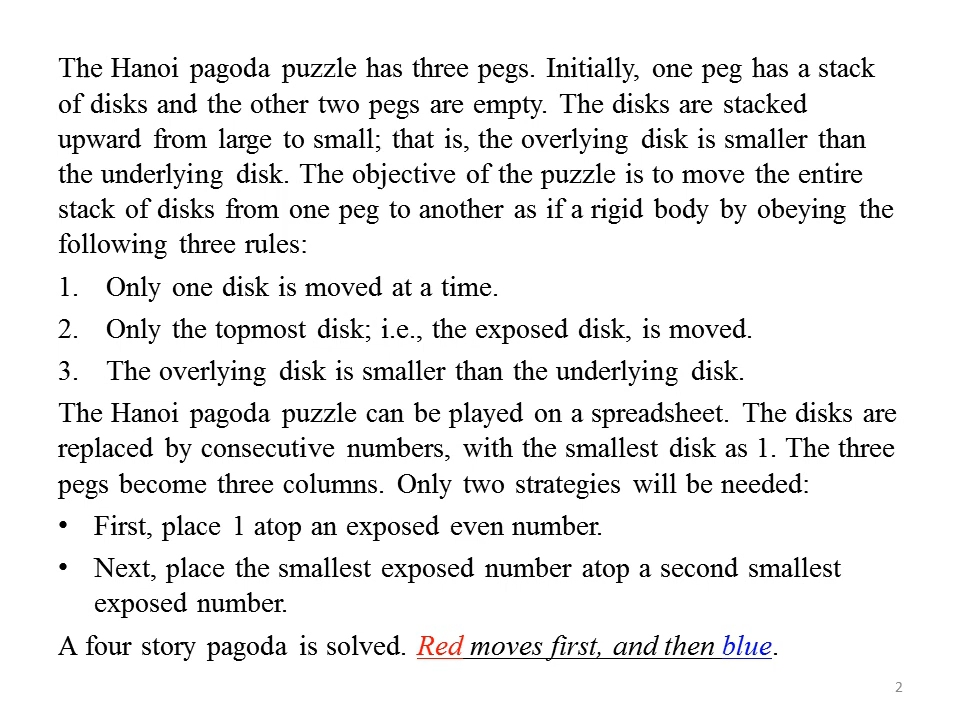 The Hanoi pagoda puzzle has three pegs. Initially, one peg has a stack
of disks and the other two pegs are empty. The disks are stacked
upward from large to small; that is, the overlying disk is smaller than
the underlying disk. The objective of the puzzle is to move the entire
stack of disks from one peg to another as if a rigid body by obeying the
following three rules:
1. Only one disk is moved at a time.
2. Only the topmost disk; i.e., the exposed disk, is moved.
3. The overlying disk is smaller than the underlying disk.
The Hanoi pagoda puzzle can be played on a spreadsheet. The disks are
replaced by consecutive numbers, with the smallest disk as 1. The three
pegs become three columns. Only two strategies will be needed:
• First, place 1 atop an exposed even number.
• Next, place the smallest exposed number atop a second smallest
exposed number.
A four story pagoda is solved. Red moves first, and then blue.
2